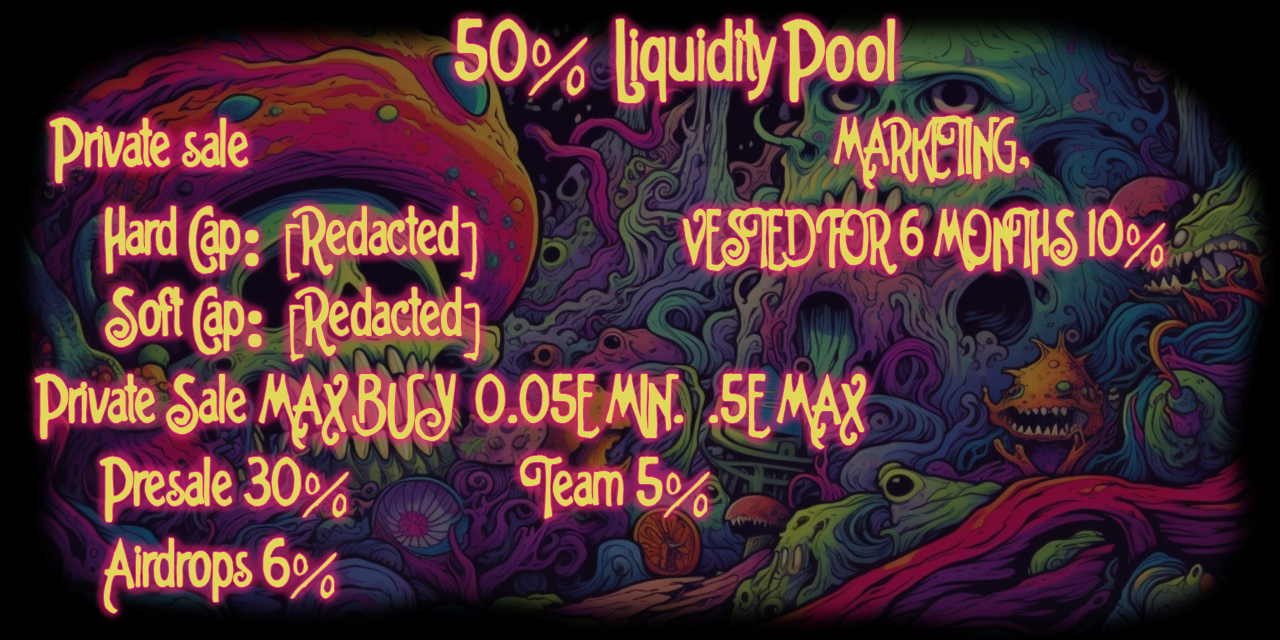 50% Liquidity Pool
Private sale
MARKETING,
Hard Cap: [Redacted]
VESTED FOR 6 MONTHS 10%
Soft Cap: [Redacted]
Private Sale MAX BUY 0.05E MIN. .5E MAX
Presale 30%
Team 5%
Airdrops 6%